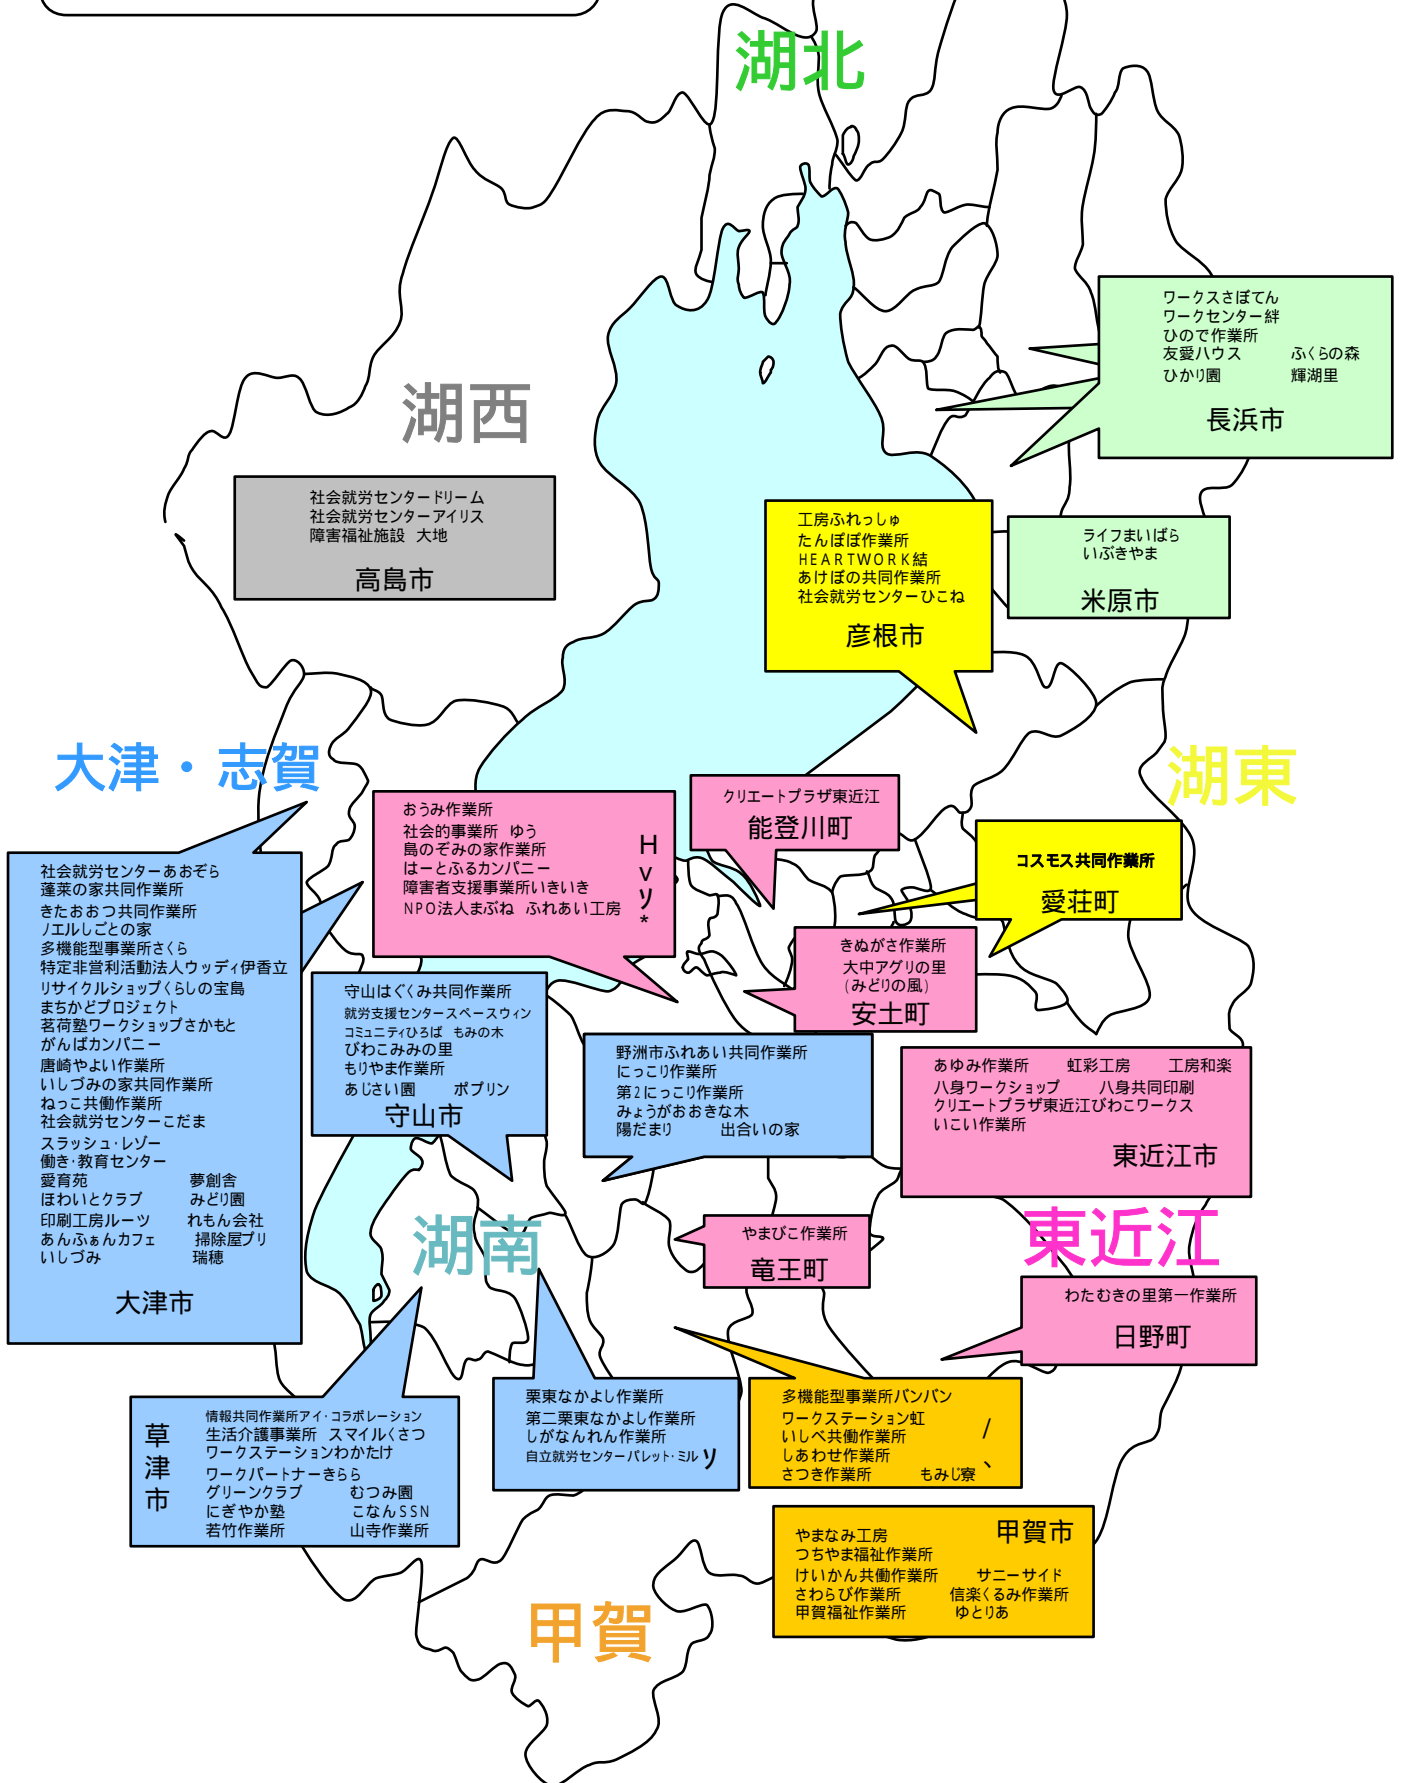 湖北
ワークスさぼてん
ワークセンター絆
ひので作業所
友愛ハウス ふくらの森
ひかり園 輝湖里
長浜市
湖西
社会就労センタードリーム
社会就労センターアイリス
障害福祉施設 大地
高島市
工房ふれっしゅ
たんぽぽ作業所
HEARTWORK結
あけぼの共同作業所
社会就労センターひこね
彦根市
ライフまいばら
いぶきやま
米原市
大津・志賀
湖東
クリエートプラザ東近江
能登川町
おうみ作業所
社会的事業所 ゆう
島のぞみの家作業所
はーとふるカンパニー
障害者支援事業所いきいき
NPO法人まぶね ふれあい工房
H
v
ソ
*
コスモス共同作業所
愛荘町
社会就労センターあおぞら
蓬莱の家共同作業所
きたおおつ共同作業所
ノエルしごとの家
多機能型事業所さくら
特定非営利活動法人ウッディ伊香立
リサイクルショップくらしの宝島
まちかどプロジェクト
茗荷塾ワークショップさかもと
がんばカンパニー
唐崎やよい作業所
いしづみの家共同作業所
ねっこ共働作業所
社会就労センターこだま
スラッシュ・レゾー
働き・教育センター
愛育苑 夢創舎
ほわいとクラブ みどり園
印刷工房ルーツ れもん会社
あんふぁんカフェ 掃除屋プリ
いしづみ 瑞穂
大津市
きぬがさ作業所
大中アグリの里
(みどりの風)
安土町
守山はぐくみ共同作業所
就労支援センタースペースウィン
コミュニティひろば もみの木
びわこみみの里
もりやま作業所
あじさい園 ポプリン
守山市
野洲市ふれあい共同作業所
にっこり作業所
第2にっこり作業所
みょうがおおきな木
陽だまり 出合いの家
あゆみ作業所 虹彩工房 工房和楽
八身ワークショップ 八身共同印刷
クリエートプラザ東近江びわこワークス
いこい作業所
東近江市
湖南
東近江
やまびこ作業所
竜王町
わたむきの里第一作業所
日野町
草津市
情報共同作業所アイ・コラボレーション
生活介護事業所 スマイルくさつ
ワークステーションわかたけ
ワークパートナーきらら
グリーンクラブ むつみ園
にぎやか塾 こなんSSN
若竹作業所 山寺作業所
栗東なかよし作業所
第二栗東なかよし作業所
しがなんれん作業所
自立就労センターパレット・ミル ソ
多機能型事業所バンバン
ワークステーション虹
いしべ共働作業所
しあわせ作業所
さつき作業所 もみじ寮
/
、
甲賀市
やまなみ工房
つちやま福祉作業所
けいかん共働作業所 サニーサイド
さわらび作業所 信楽くるみ作業所
甲賀福祉作業所 ゆとりあ
甲賀